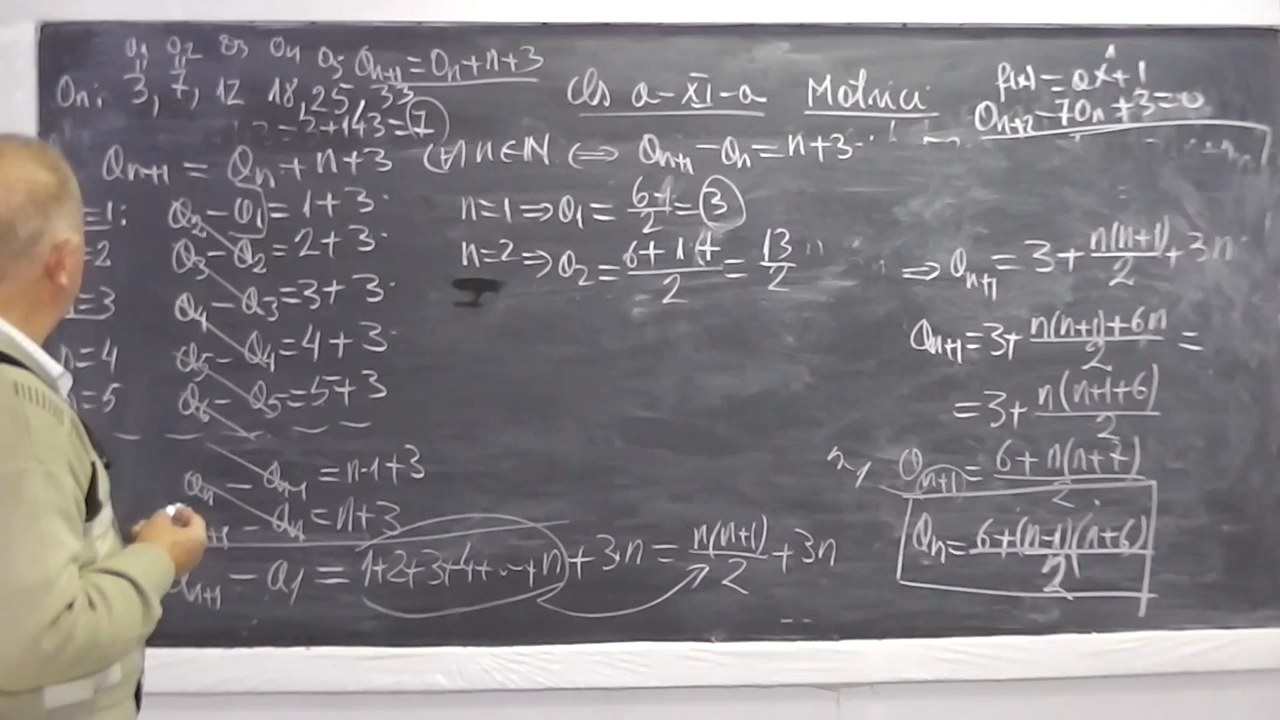 a₁ a₂ a₃ a₄ a₅ aₙ₊₁ = aₙ + n + 3
aₙ: 3, 7, 12 18, 25, 33
cls a-XI-a Matrici
f(x) = ax + 1
aₙ₊₂ - 7aₙ + 3 = 0
aₙ₊₁ = aₙ + n + 3 (∀) n ∈ ℕ ⇔ aₙ₊₁ - aₙ = n + 3
=1: a₂ - a₁ = 1 + 3
=2 a₃ - a₂ = 2 + 3
=3 a₄ - a₃ = 3 + 3
n=4 a₅ - a₄ = 4 + 3
=5 a₆ - a₅ = 5 + 3
aₙ - aₙ₋₁ = n-1+3
- aₙ = n+3
aₙ₊₁ - a₁ = 1+2+3+4+...+n + 3n = n(n+1)/2 + 3n
n=1 ⇒ a₁ = 6-1/2 = 3
n=2 ⇒ a₂ = = 13/2
⇒ aₙ₊₁ = 3 + n(n+1)/2 + 3n
aₙ₊₁ = 3 + n(n+1)+6n/2 =
= 3 + n(n+1+6)/2
aₙ₊₁ = 6+n(n+7)/2
aₙ = 6+(n-1)(n+6)/2